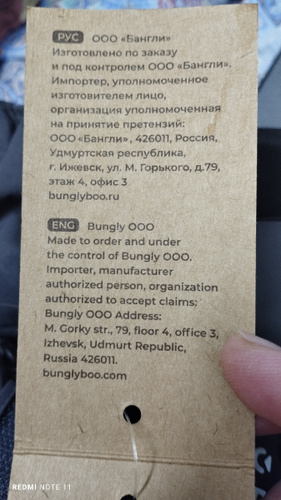 РУС ООО «Бангли»
Изготовлено по заказу
и под контролем ООО «Бангли».
Импортер, уполномоченное
изготовителем лицо,
организация уполномоченная
на принятие претензий:
ООО «Бангли», 426011, Россия,
Удмуртская республика,
г. Ижевск, ул. М. Горького, д.79,
этаж 4, офис 3
bunglyboo.ru
ENG Bungly OOO
Made to order and under
the control of Bungly OOO.
Importer, manufacturer
authorized person, organization
authorized to accept claims:
Bungly OOO Address:
M. Gorky str., 79, floor 4, office 3,
Izhevsk, Udmurt Republic,
Russia 426011.
bunglyboo.com
REDMI NOTE 11